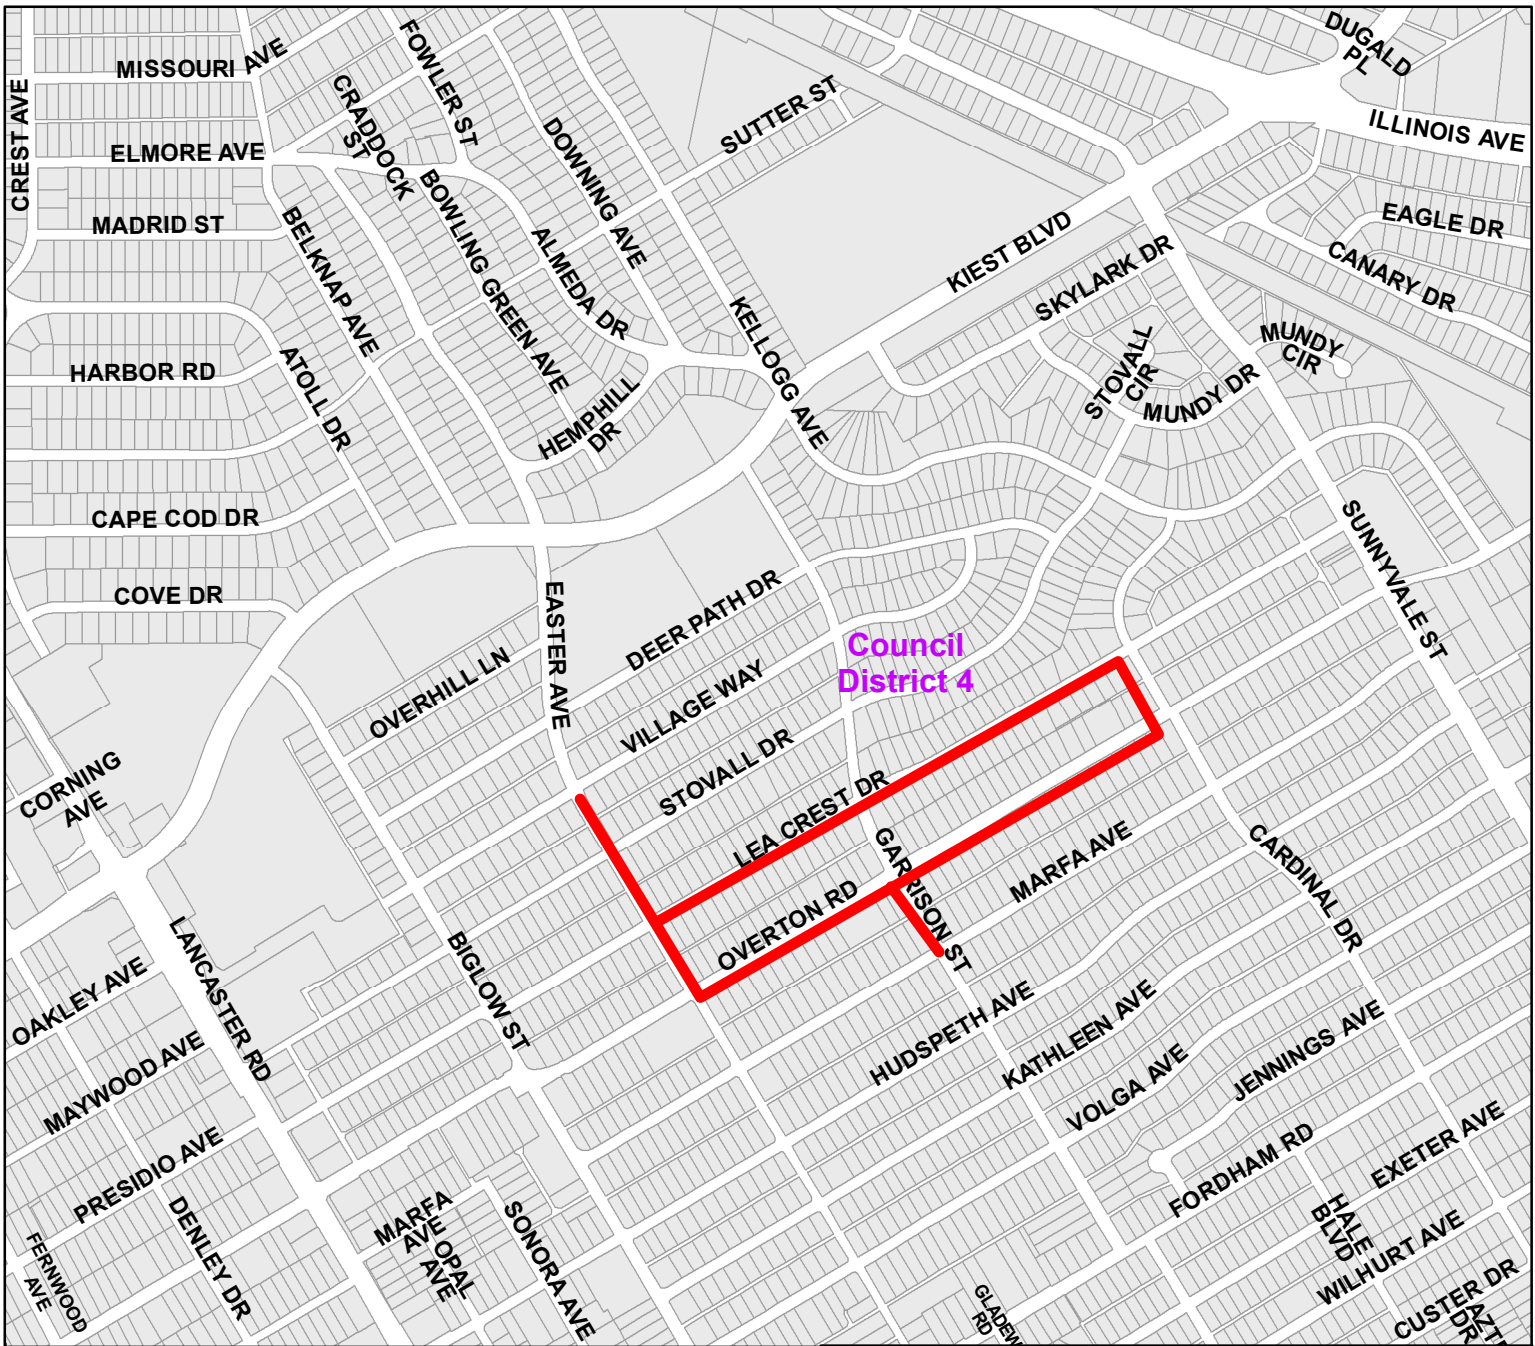 MISSOURI AVE
FOWLER ST
CRADDOCK
ST
CREST AVE
ELMORE AVE
MADRID ST
BELKNAP AVE
BOWLING GREEN AVE
ALMEDA DR
DOWNING AVE
SUTTER ST
DUGALD
PL
ILLINOIS AVE
EAGLE DR
CANARY DR
KIEST BLVD
SKYLARK DR
KELLOGG AVE
HARBOR RD
ATOLL DR
HEMPHILL
DR
STOVALL
CIR
MUNDY
CIR
MUNDY DR
CAPE COD DR
COVE DR
EASTER AVE
DEER PATH DR
OVERHILL LN
VILLAGE WAY
STOVALL DR
Council
District 4
SUNNYVALE ST
CORNING
AVE
LEA CREST DR
GARRISON ST
OVERTON RD
MARFA AVE
CARDINAL DR
LANCASTER RD
BIGLOW ST
OAKLEY AVE
MAYWOOD AVE
PRESIDIO AVE
HUDSPETH AVE
KATHLEEN AVE
VOLGA AVE
JENNINGS AVE
FORDHAM RD
EXETER AVE
HALE
BLVD
WILHURT AVE
CUSTER DR
AZT
DR
FERNWOOD
AVE
DENLEY DR
MARFA
AVE
OPAL
AVE
SONORA AVE
GLADEW
RD